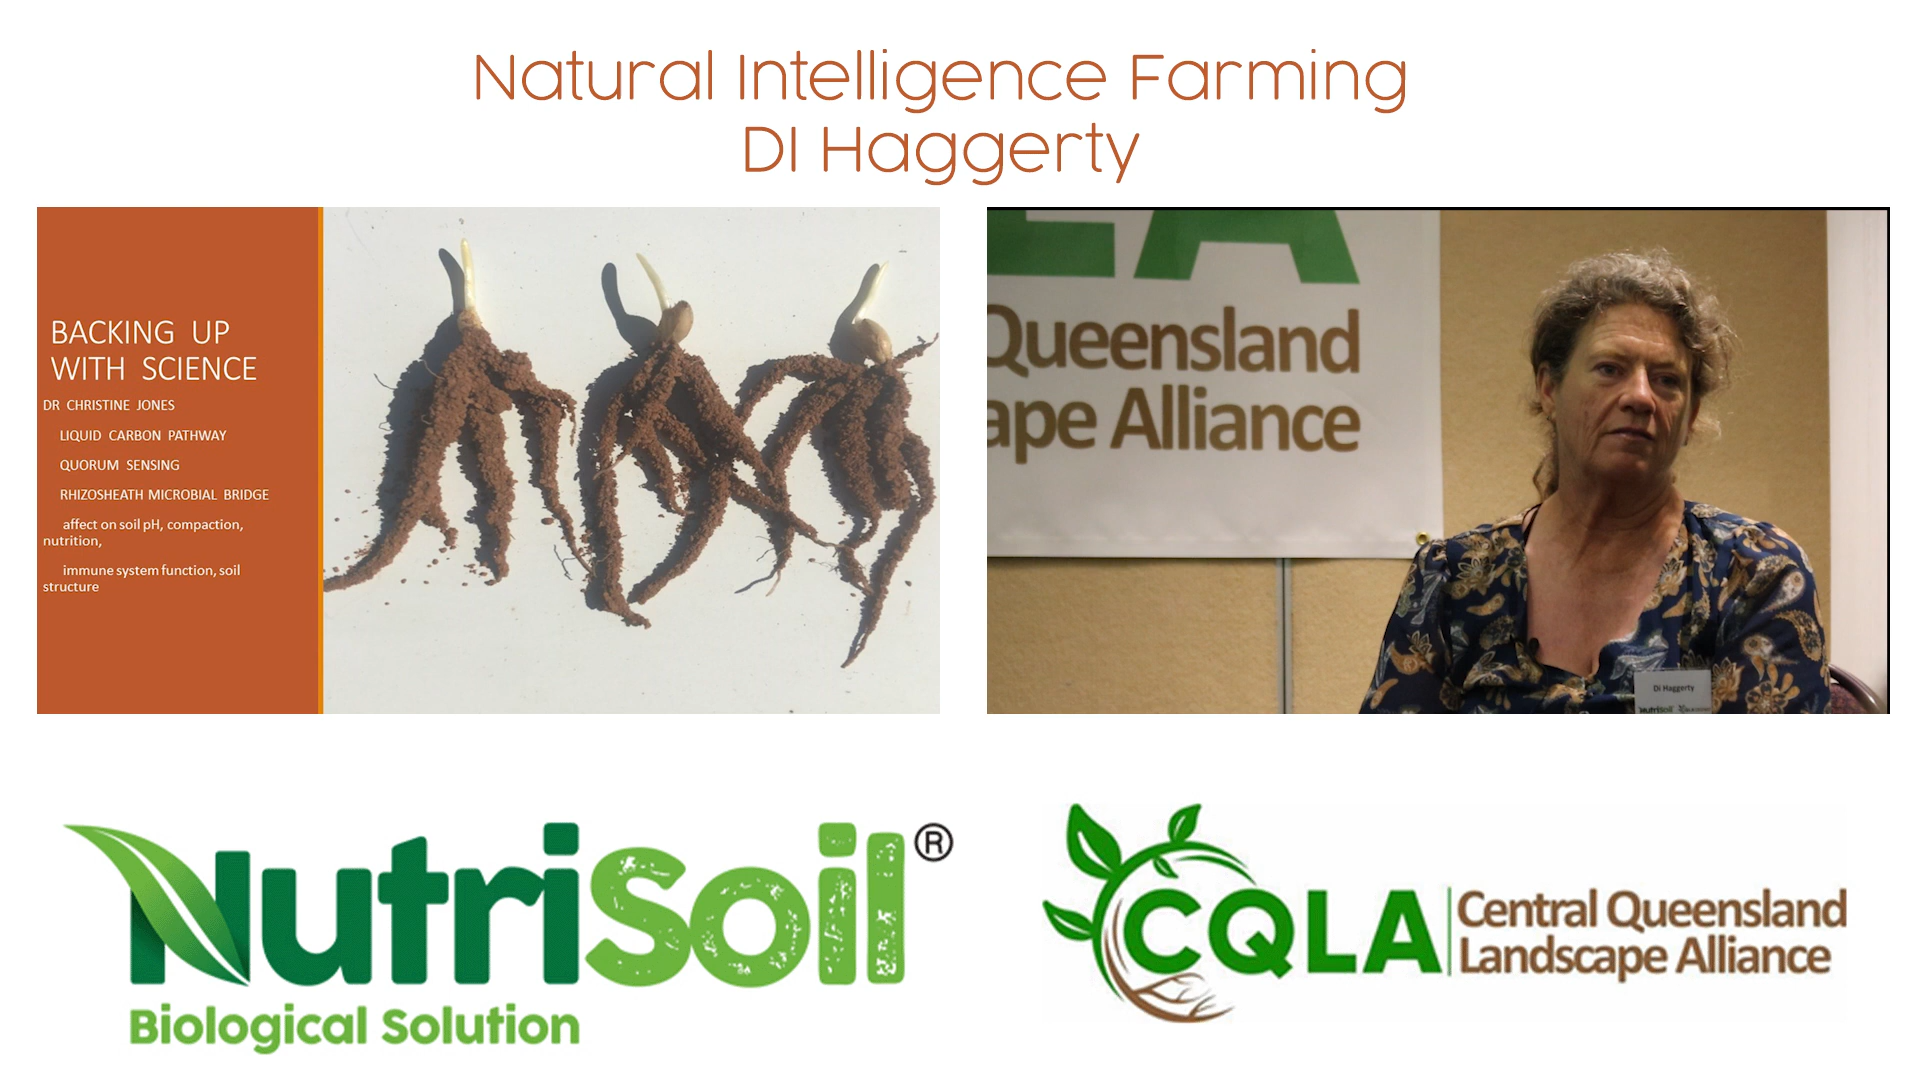 Natural Intelligence Farming
DI Haggerty
BACKING UP
WITH SCIENCE
DR CHRISTINE JONES
LIQUID CARBON PATHWAY
QUORUM SENSING
RHIZOSHEATH MICROBIAL BRIDGE
affect on soil pH, compaction,
nutrition,
immune system function, soil
structure
LA
Queensland
ape Alliance
Di Haggerty
NutriSoil
NutriSoil®
Biological Solution
CQLA
Central Queensland
Landscape Alliance